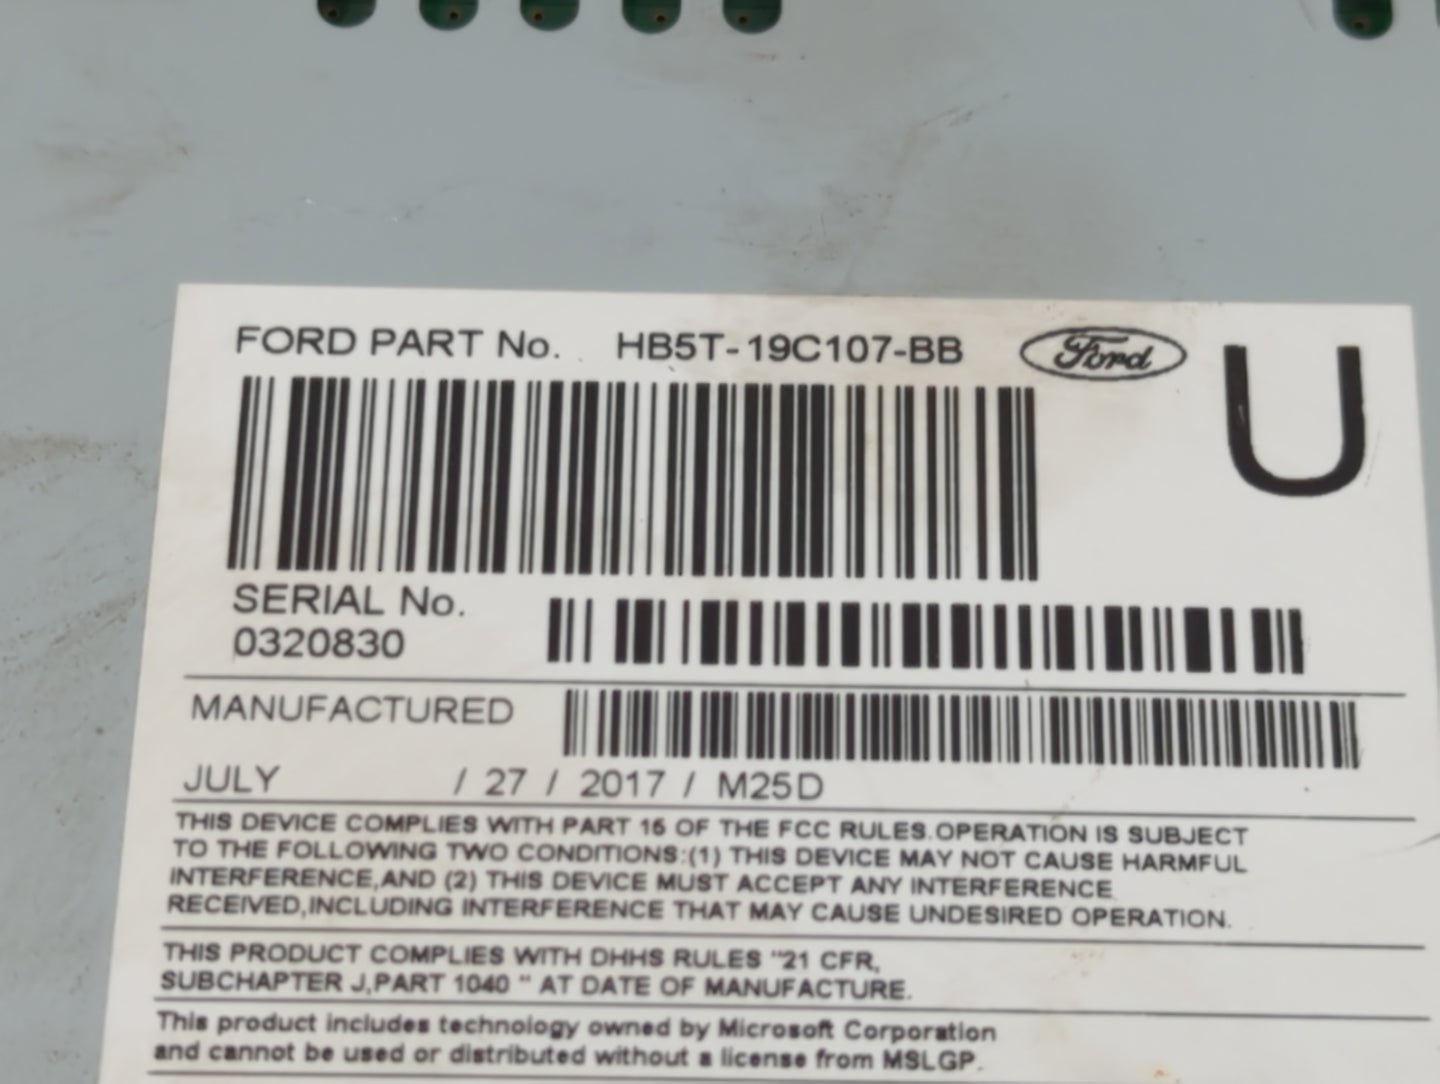 FORD PART No. HB5T-19C107-BB Ford U
SERIAL No.
0320830
MANUFACTURED
JULY / 27 / 2017 / M25D
THIS DEVICE COMPLIES WITH PART 15 OF THE FCC RULES.OPERATION IS SUBJECT
TO THE FOLLOWING TWO CONDITIONS:(1) THIS DEVICE MAY NOT CAUSE HARMFUL
INTERFERENCE,AND (2) THIS DEVICE MUST ACCEPT ANY INTERFERENCE
RECEIVED,INCLUDING INTERFERENCE THAT MAY CAUSE UNDESIRED OPERATION.
THIS PRODUCT COMPLIES WITH DHHS RULES "21 CFR,
SUBCHAPTER J,PART 1040 " AT DATE OF MANUFACTURE.
This product includes technology owned by Microsoft Corporation
and cannot be used or distributed without a license from MSLGP.